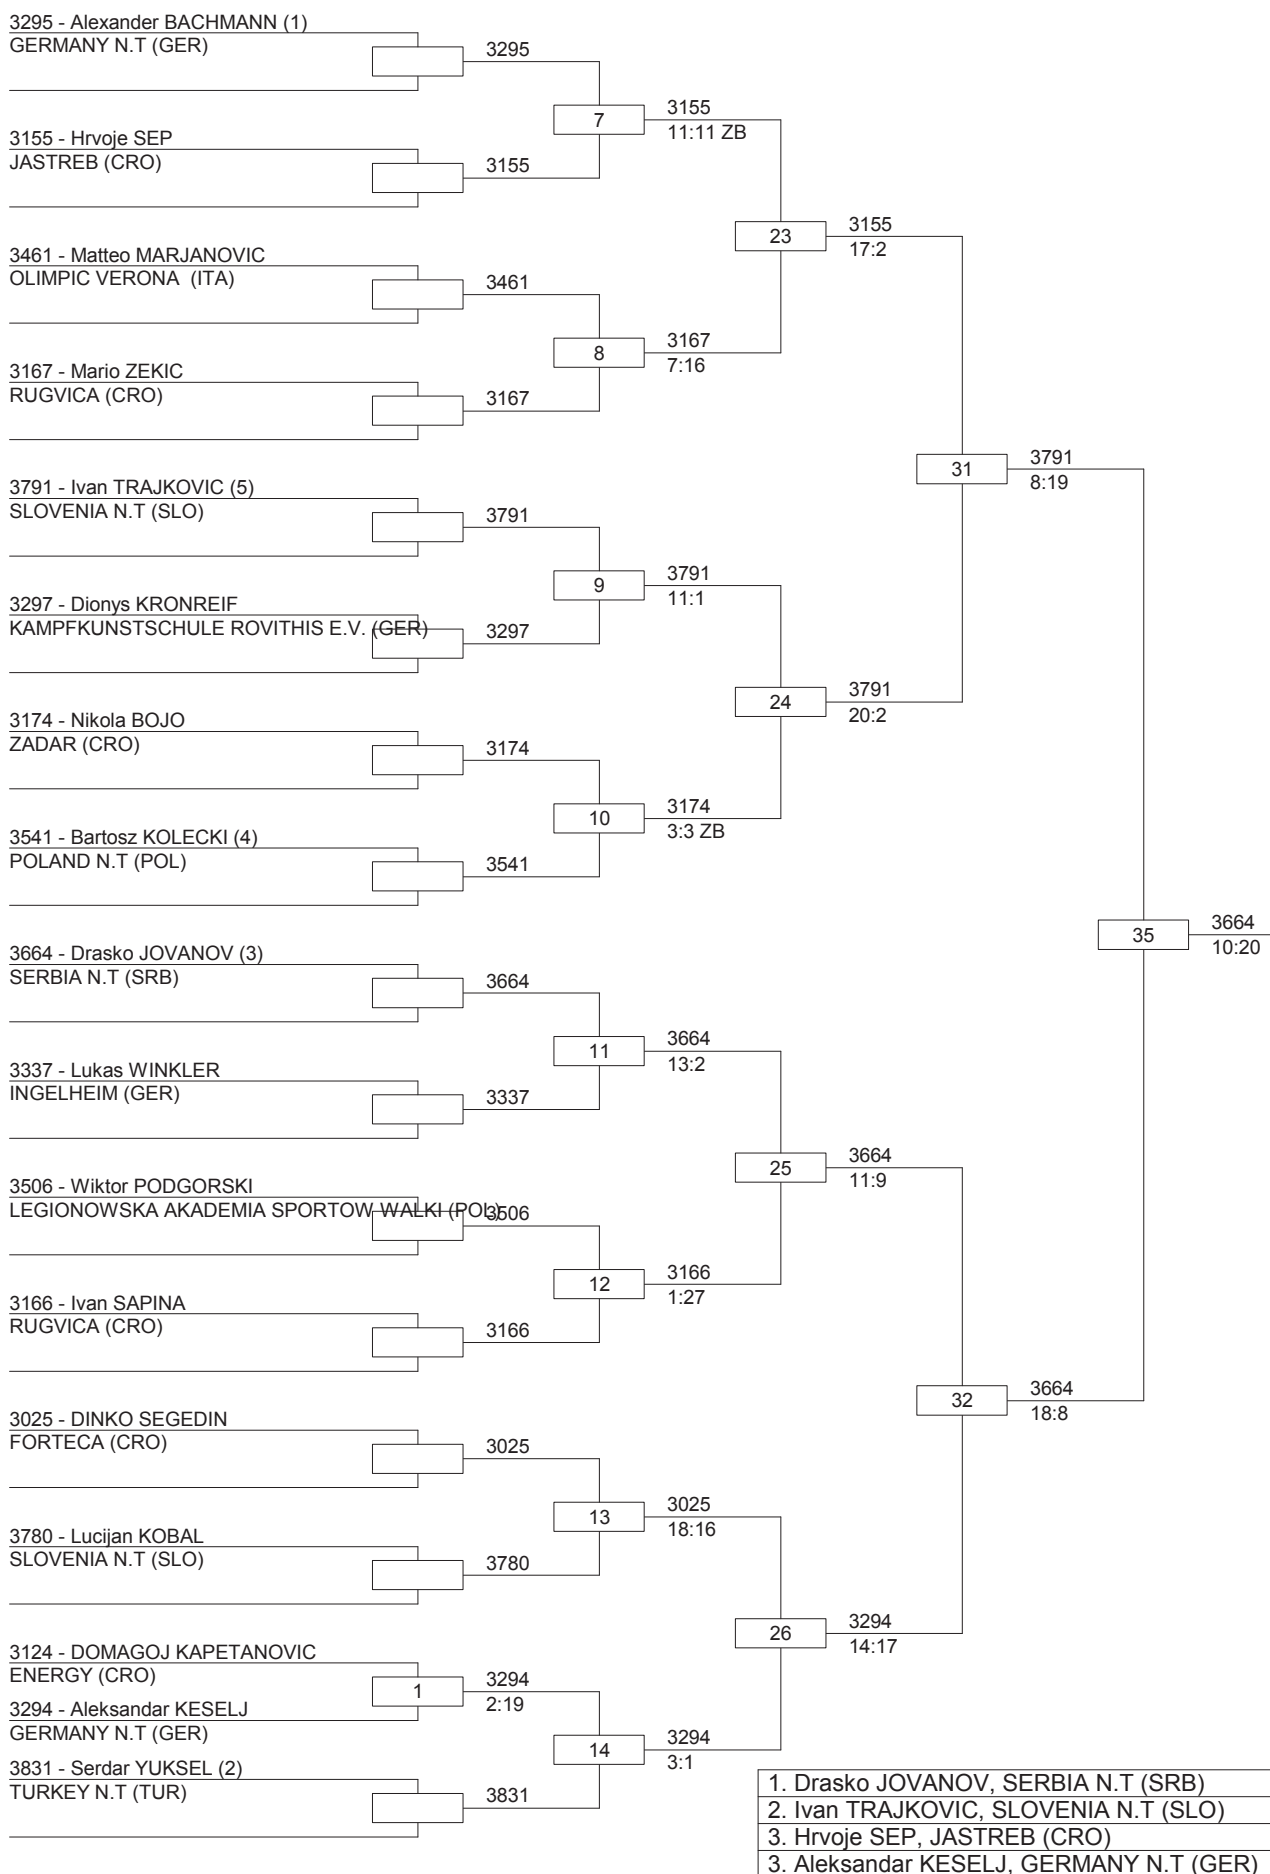 3295 - Alexander BACHMANN (1)
GERMANY N.T (GER)
3295
7
3155
11:11 ZB
3155 - Hrvoje SEP
JASTREB (CRO)
3155
23
3155
17:2
3461 - Matteo MARJANOVIC
OLIMPIC VERONA  (ITA)
3461
8
3167
7:16
3167 - Mario ZEKIC
RUGVICA (CRO)
3167
31
3791
8:19
3791 - Ivan TRAJKOVIC (5)
SLOVENIA N.T (SLO)
3791
9
3791
11:1
3297 - Dionys KRONREIF
KAMPFKUNSTSCHULE ROVITHIS E.V. (GER)
3297
24
3791
20:2
3174 - Nikola BOJO
ZADAR (CRO)
3174
10
3174
3:3 ZB
3541 - Bartosz KOLECKI (4)
POLAND N.T (POL)
3541
35
3664
10:20
3664 - Drasko JOVANOV (3)
SERBIA N.T (SRB)
3664
11
3664
13:2
3337 - Lukas WINKLER
INGELHEIM (GER)
3337
25
3664
11:9
3506 - Wiktor PODGORSKI
LEGIONOWSKA AKADEMIA SPORTOW WALKI (POL)
3506
12
3166
1:27
3166 - Ivan SAPINA
RUGVICA (CRO)
3166
32
3664
18:8
3025 - DINKO SEGEDIN
FORTECA (CRO)
3025
13
3025
18:16
3780 - Lucijan KOBAL
SLOVENIA N.T (SLO)
3780
26
3294
14:17
3124 - DOMAGOJ KAPETANOVIC
ENERGY (CRO)
1
3294
2:19
3294 - Aleksandar KESELJ
GERMANY N.T (GER)
14
3294
3:1
3831 - Serdar YUKSEL (2)
TURKEY N.T (TUR)
3831
1. Drasko JOVANOV, SERBIA N.T (SRB)
2. Ivan TRAJKOVIC, SLOVENIA N.T (SLO)
3. Hrvoje SEP, JASTREB (CRO)
3. Aleksandar KESELJ, GERMANY N.T (GER)